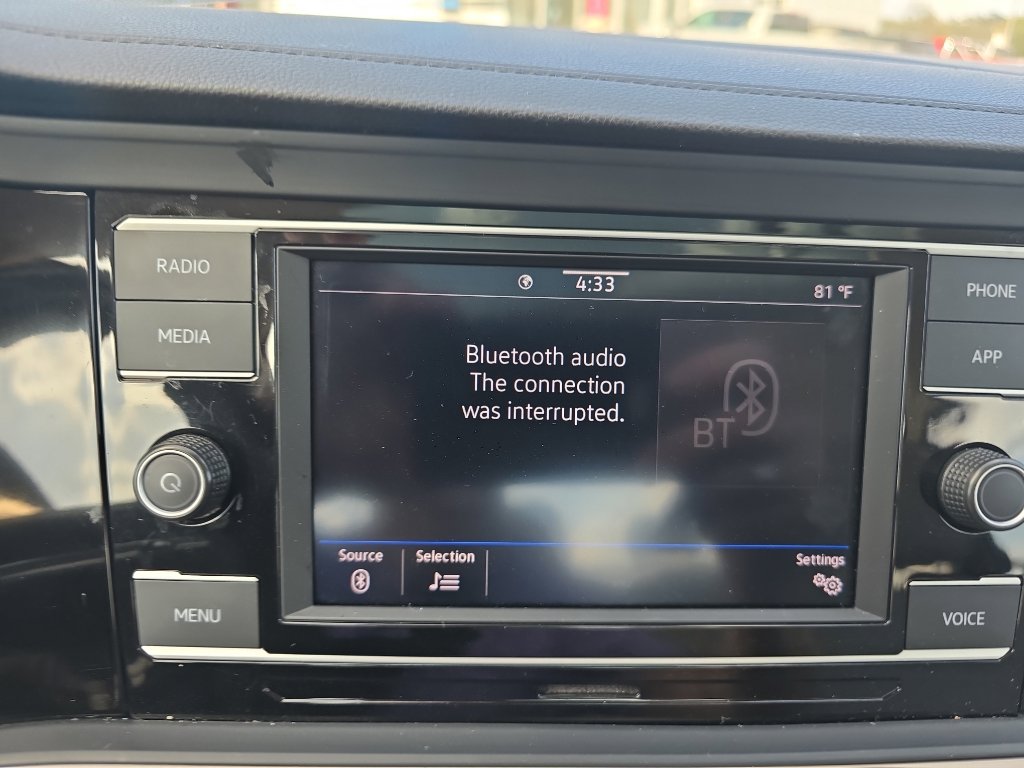 4:33
81 °F
RADIO
PHONE
MEDIA
APP
Bluetooth audio
The connection
was interrupted.
BT
Source
Selection
Settings
MENU
VOICE